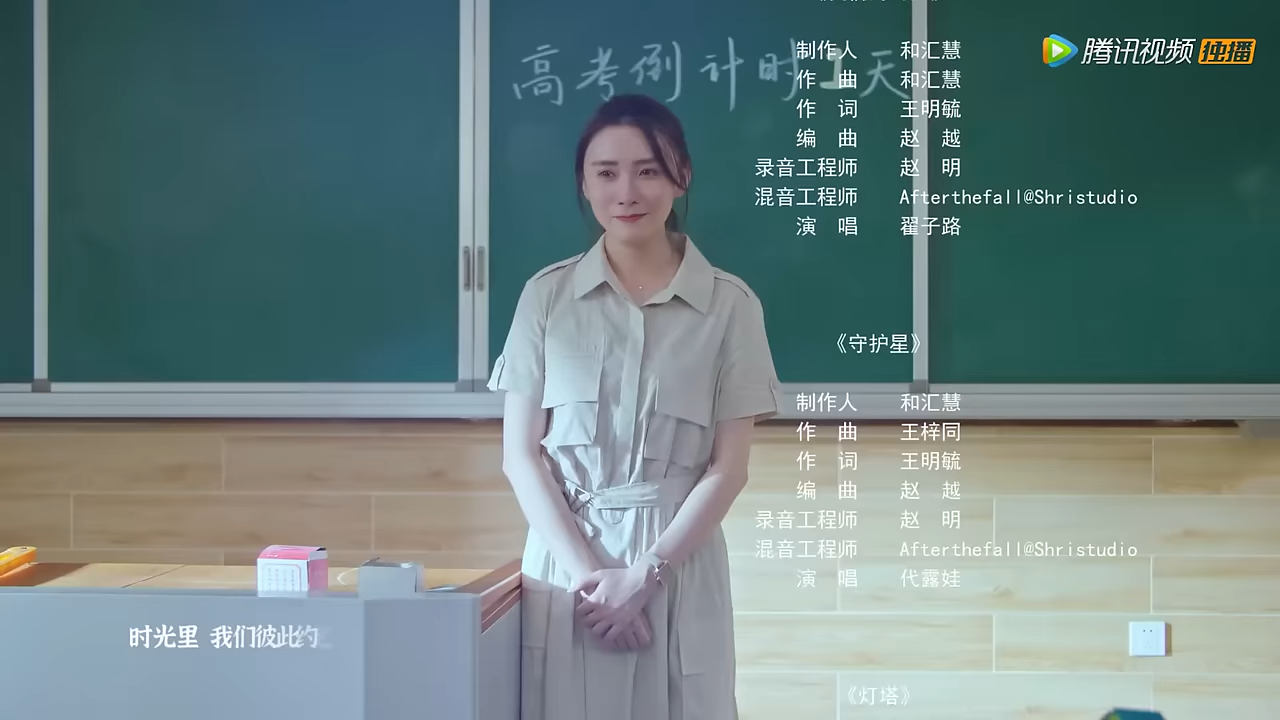 腾讯视频 独播
高考倒计时1天
制作人 和汇慧
作 曲 和汇慧
作 词 王明毓
编 曲 赵 越
录音工程师 赵 明
混音工程师 Afterthefall@Shristudio
演 唱 翟子路
《守护星》
制作人 和汇慧
作 曲 王梓同
作 词 王明毓
编 曲 赵 越
录音工程师 赵 明
混音工程师 Afterthefall@Shristudio
演 唱 代露娃
时光里 我们彼此约
《灯塔》